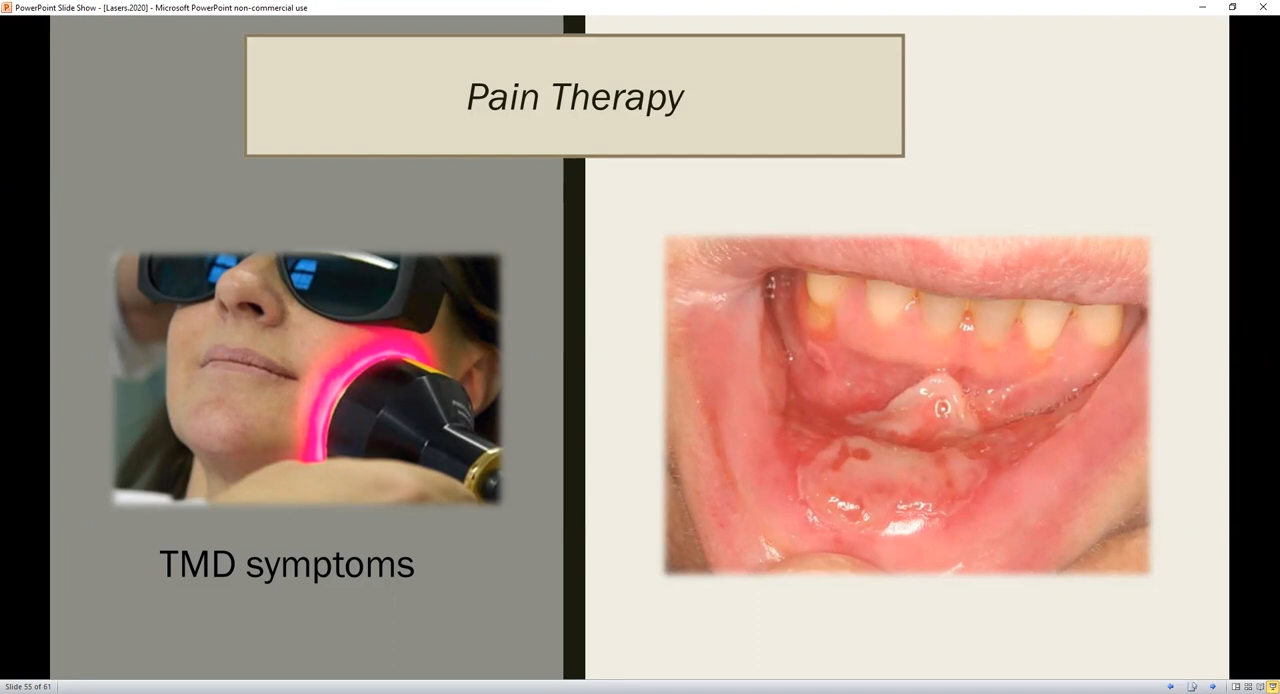 PowerPoint Slide Show - [Lasers.2020] - Microsoft PowerPoint non-commercial use
Pain Therapy
TMD symptoms
Slide 55 of 61